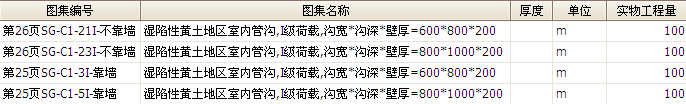 图集编号 图集名称 厚度 单位 实物工程量
第26页SG-C1-21I-不靠墙 湿陷性黄土地区室内管沟,I级荷载,沟宽*沟深*壁厚=600*800*200 m 100
第26页SG-C1-23I-不靠墙 湿陷性黄土地区室内管沟,I级荷载,沟宽*沟深*壁厚=800*1000*200 m 100
第25页SG-C1-3I-靠墙 湿陷性黄土地区室内管沟,I级荷载,沟宽*沟深*壁厚=600*800*200 m 100
第25页SG-C1-5I-靠墙 湿陷性黄土地区室内管沟,I级荷载,沟宽*沟深*壁厚=800*1000*200 m 100